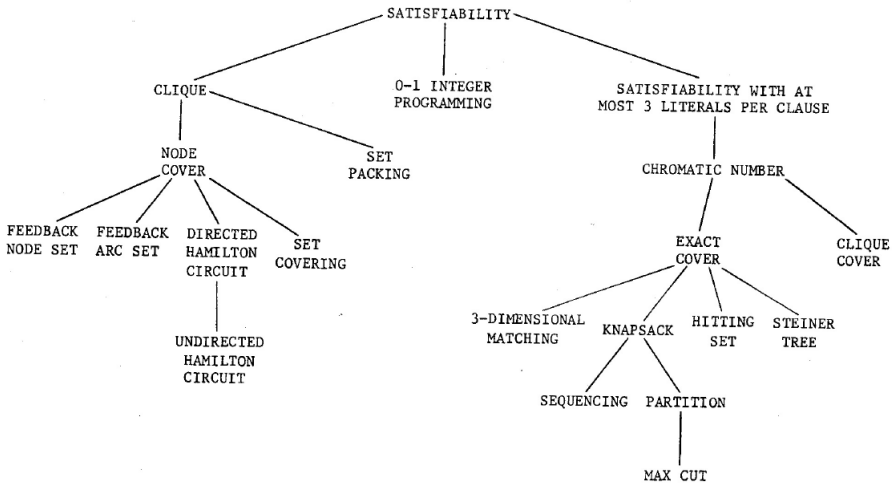 SATISFIABILITY
CLIQUE
0-1 INTEGER
PROGRAMMING
SATISFIABILITY WITH AT
MOST 3 LITERALS PER CLAUSE
NODE
COVER
SET
PACKING
CHROMATIC NUMBER
FEEDBACK
NODE SET
FEEDBACK
ARC SET
DIRECTED
HAMILTON
CIRCUIT
SET
COVERING
EXACT
COVER
CLIQUE
COVER
3-DIMENSIONAL
MATCHING
KNAPSACK
HITTING
SET
STEINER
TREE
UNDIRECTED
HAMILTON
CIRCUIT
SEQUENCING
PARTITION
MAX CUT